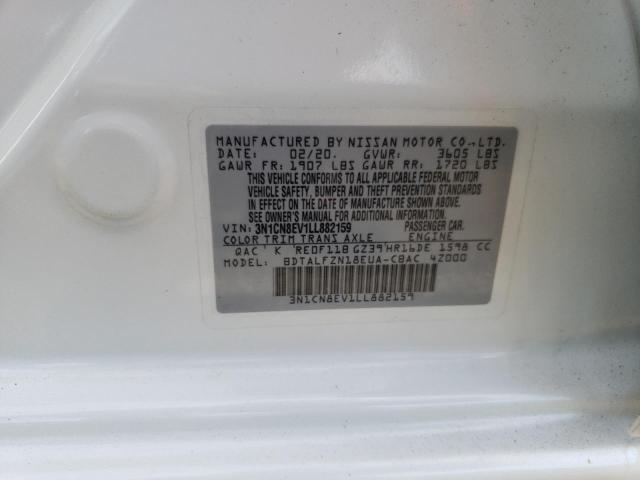 MANUFACTURED BY NISSAN MOTOR CO.,LTD.
DATE: 02/20. GVWR: 3605 LBS
GAWR FR: 1907 LBS GAWR RR: 1720 LBS
THIS VEHICLE CONFORMS TO ALL APPLICABLE FEDERAL MOTOR
VEHICLE SAFETY, BUMPER AND THEFT PREVENTION STANDARDS
IN EFFECT ON THE DATE OF MANUFACTURE SHOWN ABOVE.
SEE OWNER'S MANUAL FOR ADDITIONAL INFORMATION.
VIN: 3N1CN8EV1LL882159 PASSENGER CAR.
COLOR TRIM TRANS AXLE ENGINE
QAC K RE0F11B GZ39 HR16DE 1598 CC
MODEL: BDTALFZN18EUA-CBAC 4Z000
3N1CN8EV1LL882159